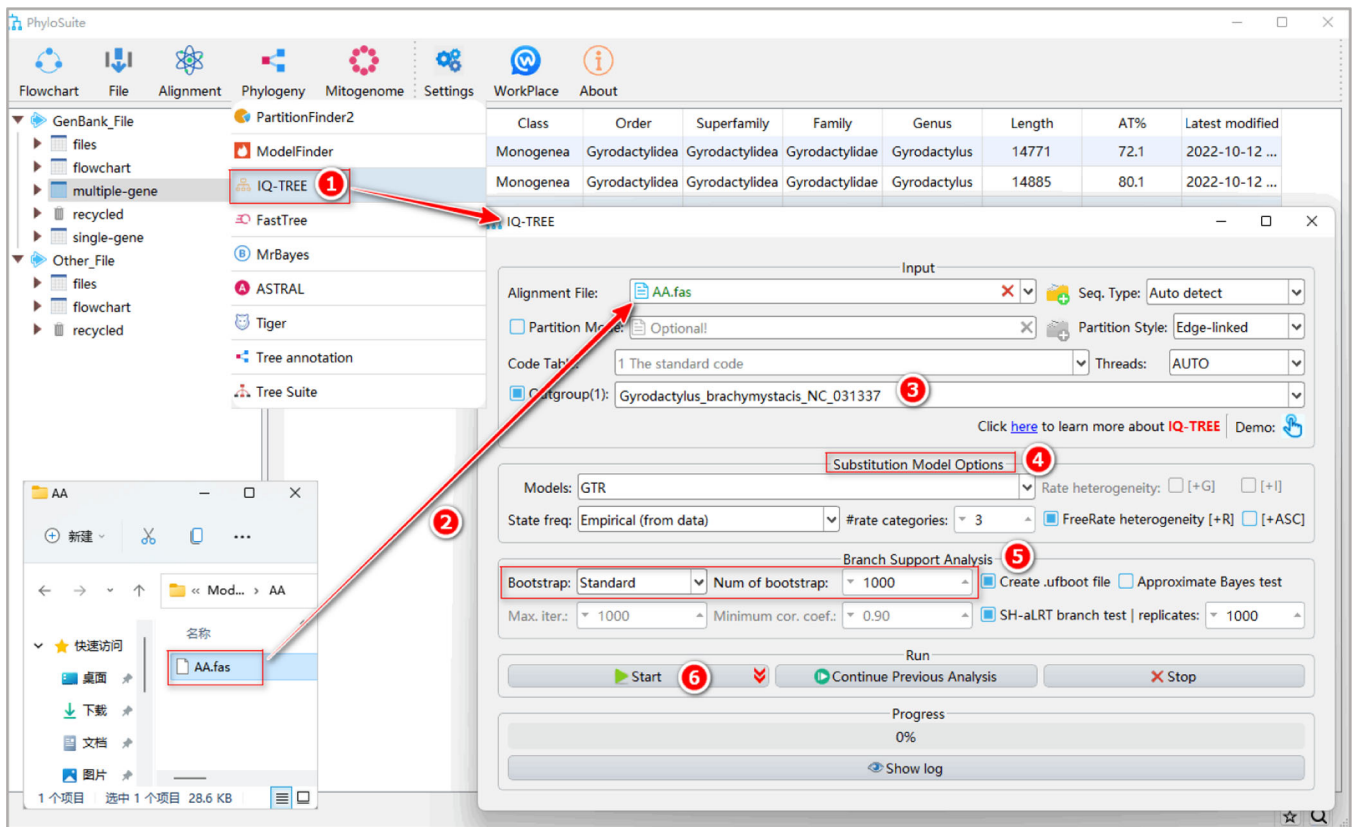 PhyloSuite
Flowchart File Alignment Phylogeny Mitogenome Settings WorkPlace About
GenBank_File
files
flowchart
multiple-gene
recycled
single-gene
Other_File
files
flowchart
recycled
PartitionFinder2
ModelFinder
IQ-TREE 1
FastTree
MrBayes
ASTRAL
Tiger
Tree annotation
Tree Suite
Class Order Superfamily Family Genus Length AT% Latest modified
Monogenea Gyrodactylidea Gyrodactylidea Gyrodactylidae Gyrodactylus 14771 72.1 2022-10-12 ...
Monogenea Gyrodactylidea Gyrodactylidea Gyrodactylidae Gyrodactylus 14885 80.1 2022-10-12 ...
IQ-TREE
Input
Alignment File: AA.fas Seq. Type: Auto detect
Partition Mode: Optional! Partition Style: Edge-linked
Code Table: 1 The standard code Threads: AUTO
Outgroup(1): Gyrodactylus_brachymystacis_NC_031337 3
Click here to learn more about IQ-TREE Demo:
Substitution Model Options 4
Models: GTR Rate heterogeneity: [+G] [+I]
State freq: Empirical (from data) #rate categories: 3 FreeRate heterogeneity [+R] [+ASC]
Branch Support Analysis 5
Bootstrap: Standard Num of bootstrap: 1000 Create .ufboot file Approximate Bayes test
Max. iter.: 1000 Minimum cor. coef.: 0.90 SH-aLRT branch test | replicates: 1000
Run
Start 6 Continue Previous Analysis Stop
Progress
0%
Show log
2
AA
新建 ...
« Mod... > AA
名称
快速访问
AA.fas
桌面
下载
文档
图片
1 个项目 选中 1 个项目 28.6 KB